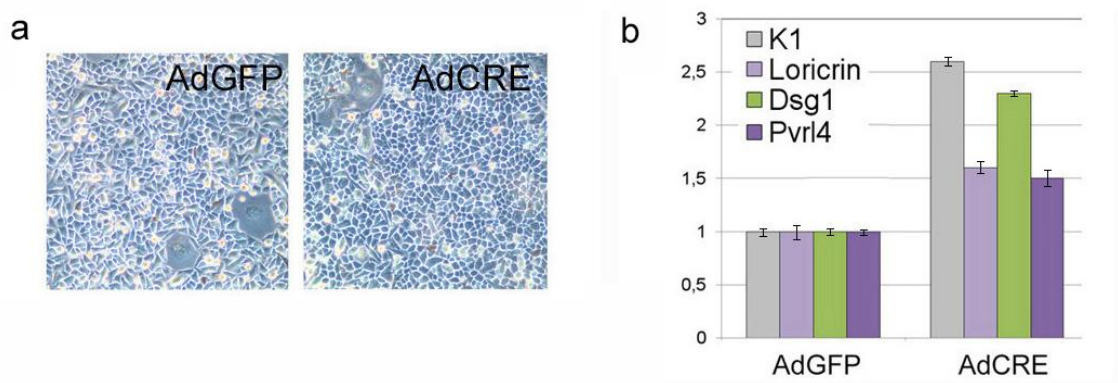 a
AdGFP
AdCRE
b
3
2,5
2
1,5
1
0,5
0
K1
Loricrin
Dsg1
Pvrl4
AdGFP
AdCRE